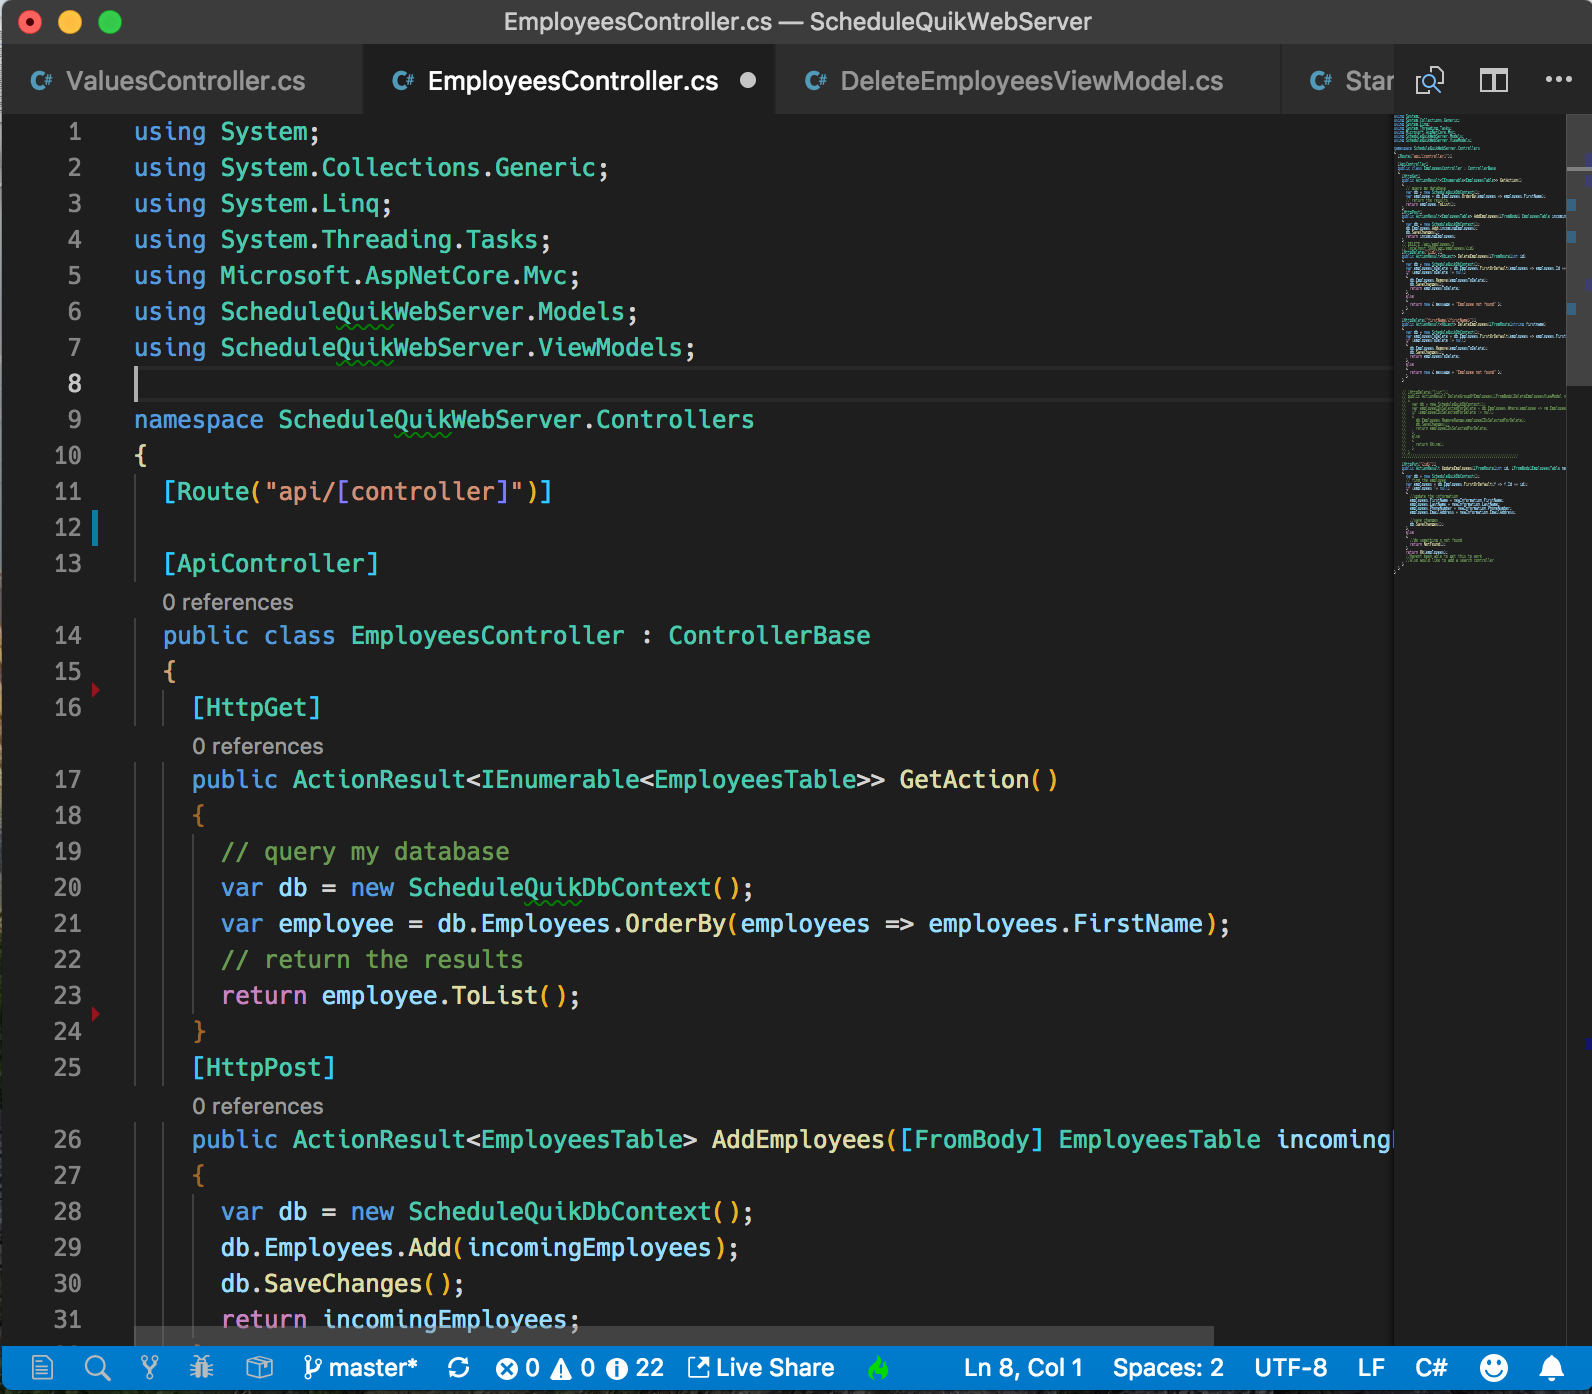 EmployeesController.cs — ScheduleQuikWebServer
C# ValuesController.cs C# EmployeesController.cs C# DeleteEmployeesViewModel.cs C# Star
1 using System;
2 using System.Collections.Generic;
3 using System.Linq;
4 using System.Threading.Tasks;
5 using Microsoft.AspNetCore.Mvc;
6 using ScheduleQuikWebServer.Models;
7 using ScheduleQuikWebServer.ViewModels;
8
9 namespace ScheduleQuikWebServer.Controllers
10 {
11 [Route("api/[controller]")]
12
13 [ApiController]
0 references
14 public class EmployeesController : ControllerBase
15 {
16 [HttpGet]
0 references
17 public ActionResult<IEnumerable<EmployeesTable>> GetAction()
18 {
19 // query my database
20 var db = new ScheduleQuikDbContext();
21 var employee = db.Employees.OrderBy(employees => employees.FirstName);
22 // return the results
23 return employee.ToList();
24 }
25 [HttpPost]
0 references
26 public ActionResult<EmployeesTable> AddEmployees([FromBody] EmployeesTable incoming
27 {
28 var db = new ScheduleQuikDbContext();
29 db.Employees.Add(incomingEmployees);
30 db.SaveChanges();
31 return incomingEmployees;
master* 0 0 22 Live Share Ln 8, Col 1 Spaces: 2 UTF-8 LF C#